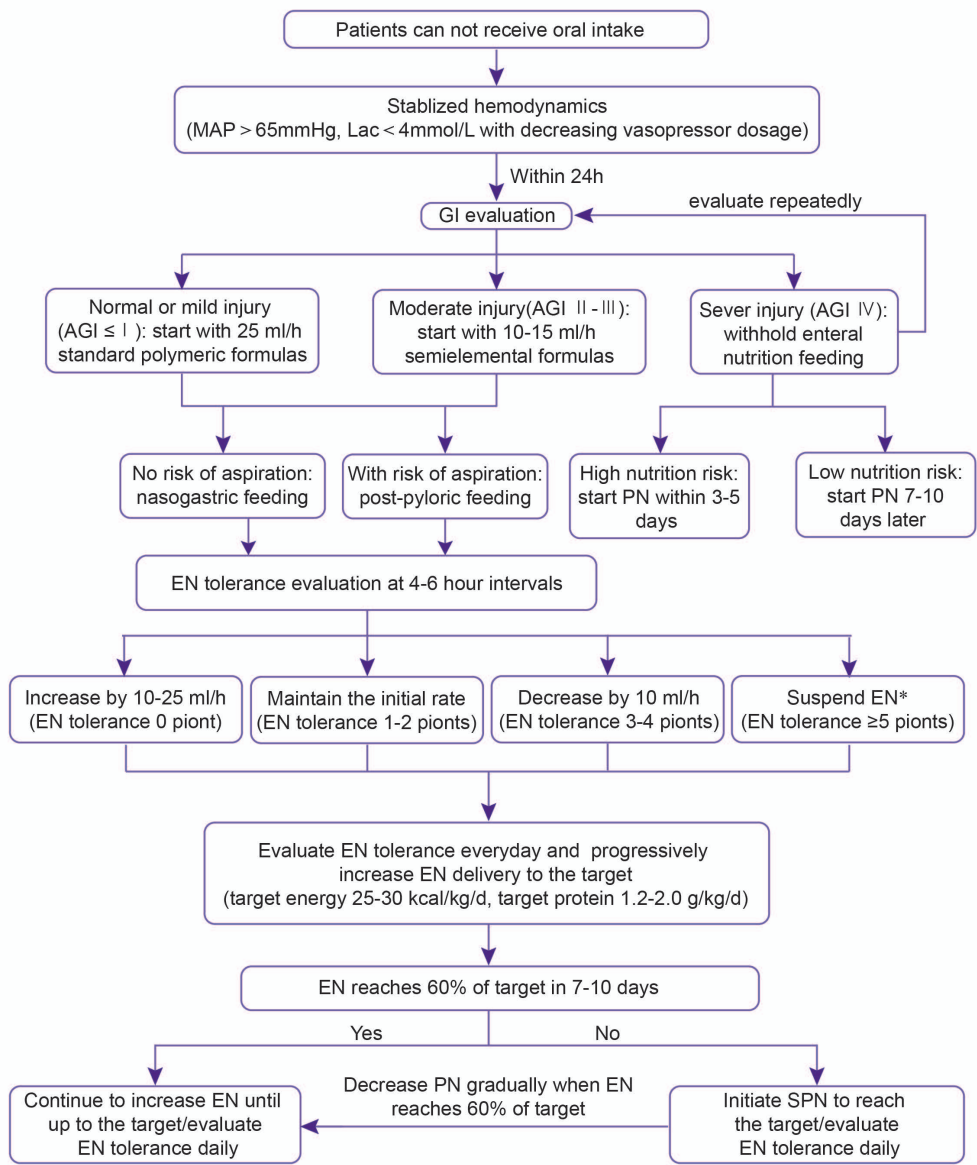 Patients can not receive oral intake
Stablized hemodynamics
(MAP > 65mmHg, Lac < 4mmol/L with decreasing vasopressor dosage)
Within 24h
GI evaluation
evaluate repeatedly
Normal or mild injury
(AGI ≤ Ⅰ): start with 25 ml/h
standard polymeric formulas
Moderate injury(AGI Ⅱ-Ⅲ):
start with 10-15 ml/h
semielemental formulas
Sever injury (AGI Ⅳ):
withhold enteral
nutrition feeding
No risk of aspiration:
nasogastric feeding
With risk of aspiration:
post-pyloric feeding
High nutrition risk:
start PN within 3-5
days
Low nutrition risk:
start PN 7-10
days later
EN tolerance evaluation at 4-6 hour intervals
Increase by 10-25 ml/h
(EN tolerance 0 piont)
Maintain the initial rate
(EN tolerance 1-2 pionts)
Decrease by 10 ml/h
(EN tolerance 3-4 pionts)
Suspend EN*
(EN tolerance ≥5 pionts)
Evaluate EN tolerance everyday and progressively
increase EN delivery to the target
(target energy 25-30 kcal/kg/d, target protein 1.2-2.0 g/kg/d)
EN reaches 60% of target in 7-10 days
Yes
No
Continue to increase EN until
up to the target/evaluate
EN tolerance daily
Decrease PN gradually when EN
reaches 60% of target
Initiate SPN to reach
the target/evaluate
EN tolerance daily